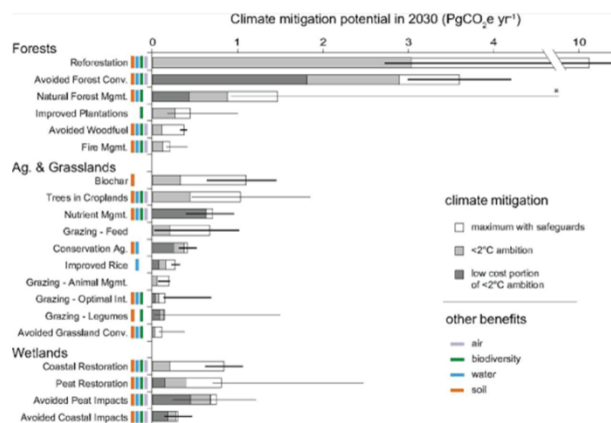 Climate mitigation potential in 2030 (PgCO₂e yr⁻¹)
0 1 2 3 4 10
Forests
Reforestation
Avoided Forest Conv.
Natural Forest Mgmt.
*
Improved Plantations
Avoided Woodfuel
Fire Mgmt.
Ag. & Grasslands
Biochar
Trees in Croplands
Nutrient Mgmt.
Grazing - Feed
Conservation Ag.
Improved Rice
Grazing - Animal Mgmt.
Grazing - Optimal Int.
Grazing - Legumes
Avoided Grassland Conv.
Wetlands
Coastal Restoration
Peat Restoration
Avoided Peat Impacts
Avoided Coastal Impacts
climate mitigation
maximum with safeguards
<2°C ambition
low cost portion
of <2°C ambition
other benefits
air
biodiversity
water
soil